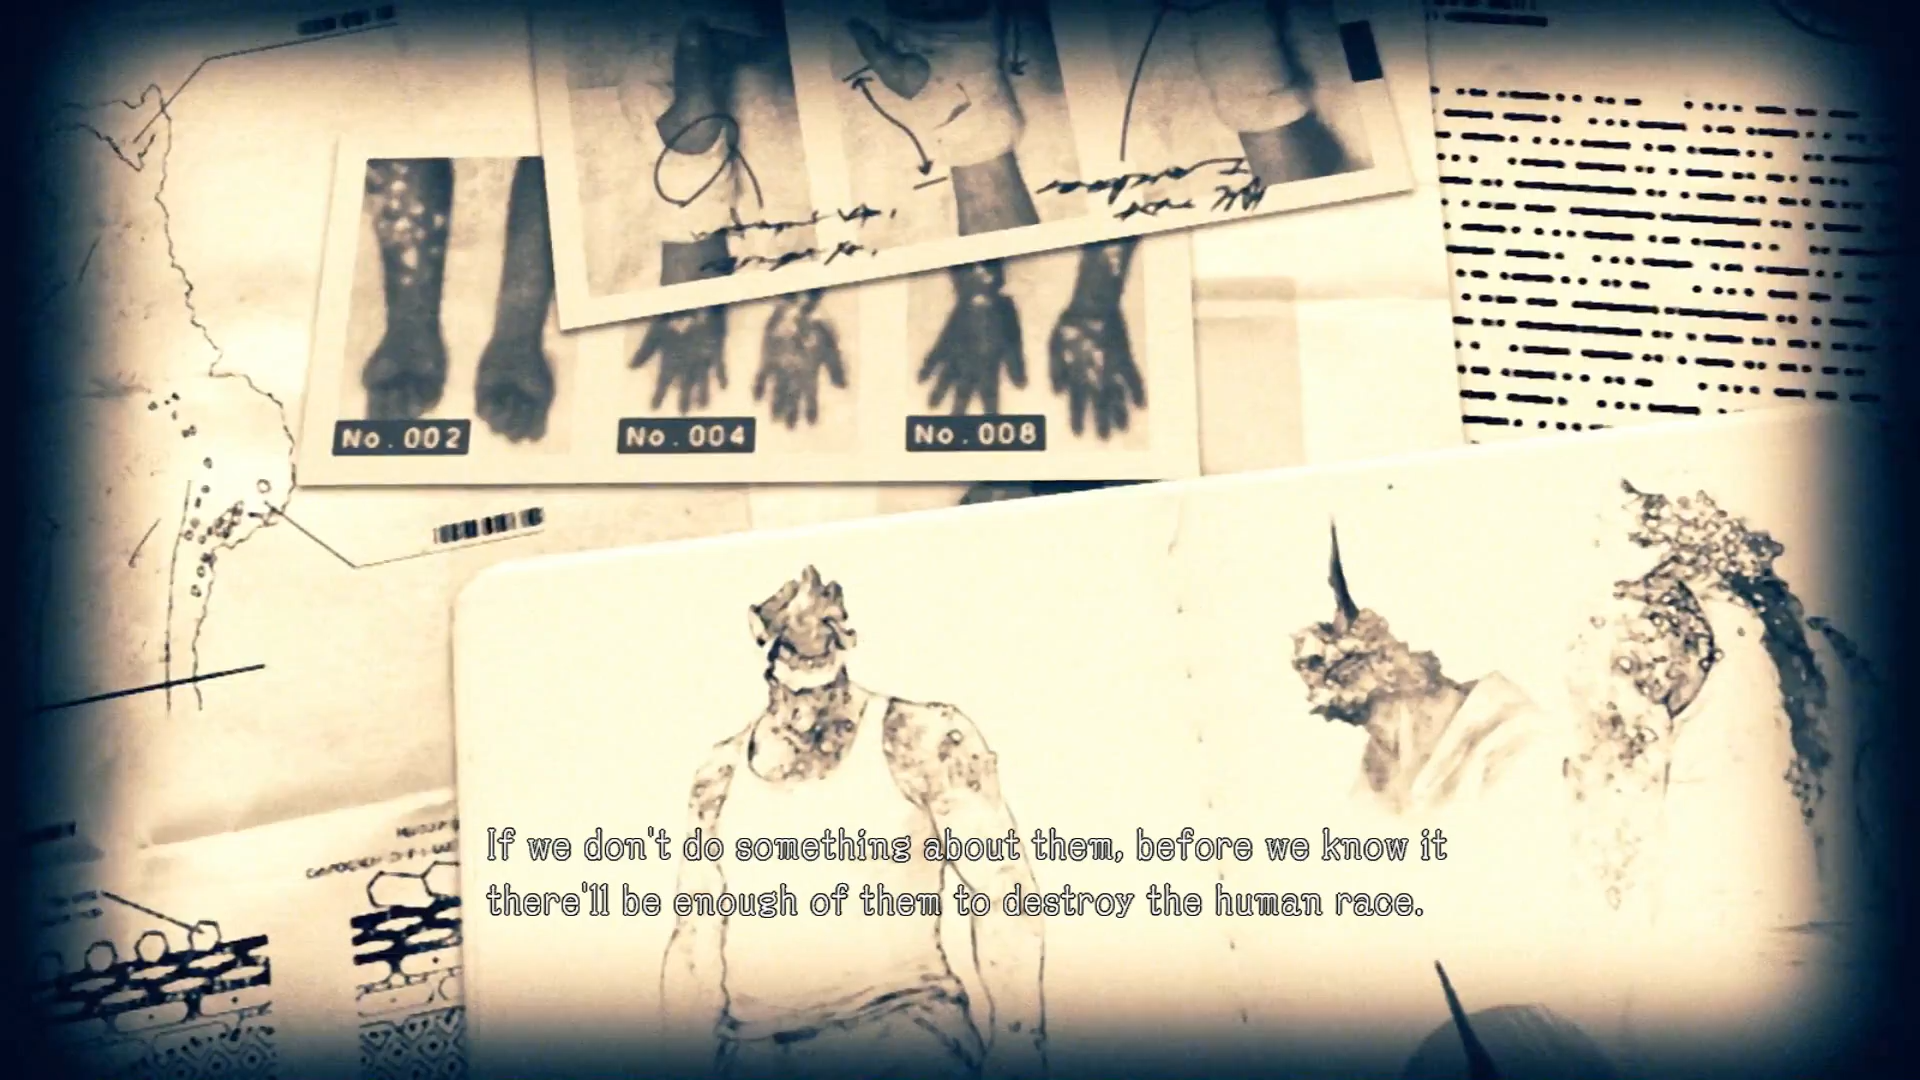 No.002
No.004
No.008
If we don't do something about them, before we know it
there'll be enough of them to destroy the human race.